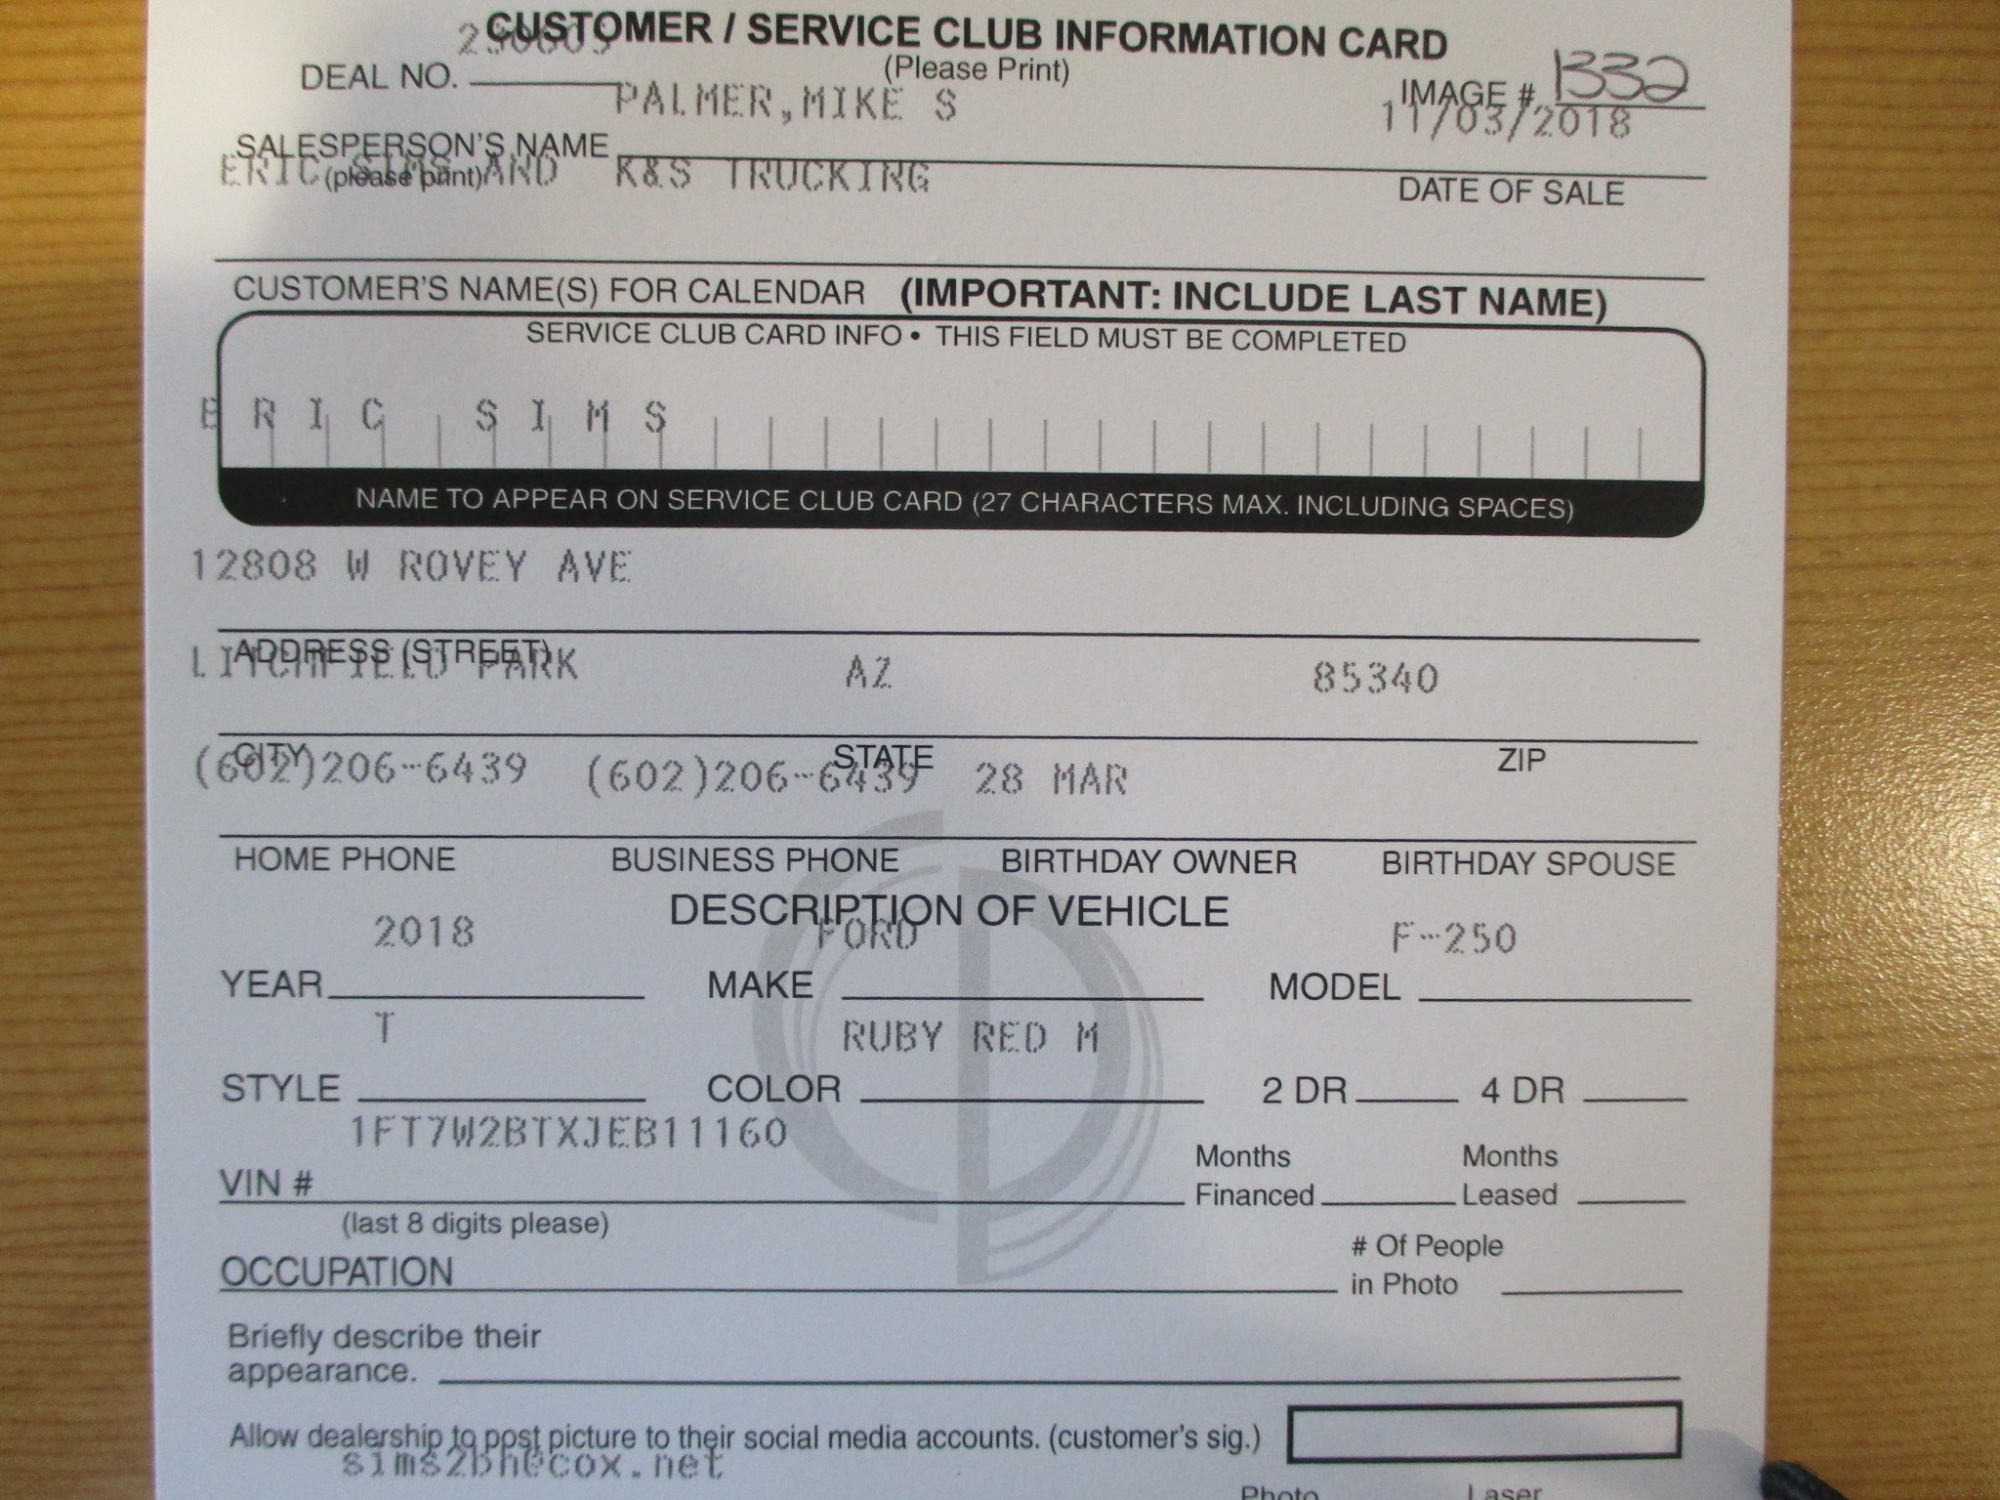 CUSTOMER / SERVICE CLUB INFORMATION CARD
(Please Print)
DEAL NO.
IMAGE # 1332
PALMER,MIKE S
11/03/2018
SALESPERSON'S NAME
(please print)
ERIC SIMS AND K&S TRUCKING
DATE OF SALE
CUSTOMER'S NAME(S) FOR CALENDAR (IMPORTANT: INCLUDE LAST NAME)
SERVICE CLUB CARD INFO • THIS FIELD MUST BE COMPLETED
ERIC SIMS
NAME TO APPEAR ON SERVICE CLUB CARD (27 CHARACTERS MAX. INCLUDING SPACES)
12808 W ROVEY AVE
ADDRESS (STREET)
LITCHFIELD PARK AZ 85340
CITY STATE ZIP
(602)206-6439 (602)206-6439 28 MAR
HOME PHONE BUSINESS PHONE BIRTHDAY OWNER BIRTHDAY SPOUSE
DESCRIPTION OF VEHICLE
2018 FORD F-250
YEAR MAKE MODEL
T RUBY RED M
STYLE COLOR 2 DR 4 DR
1FT7W2BTXJEB11160
VIN # Months Financed Months Leased
(last 8 digits please)
OCCUPATION # Of People in Photo
Briefly describe their
appearance.
Allow dealership to post picture to their social media accounts. (customer's sig.)
sims2bh@cox.net
Photo Laser